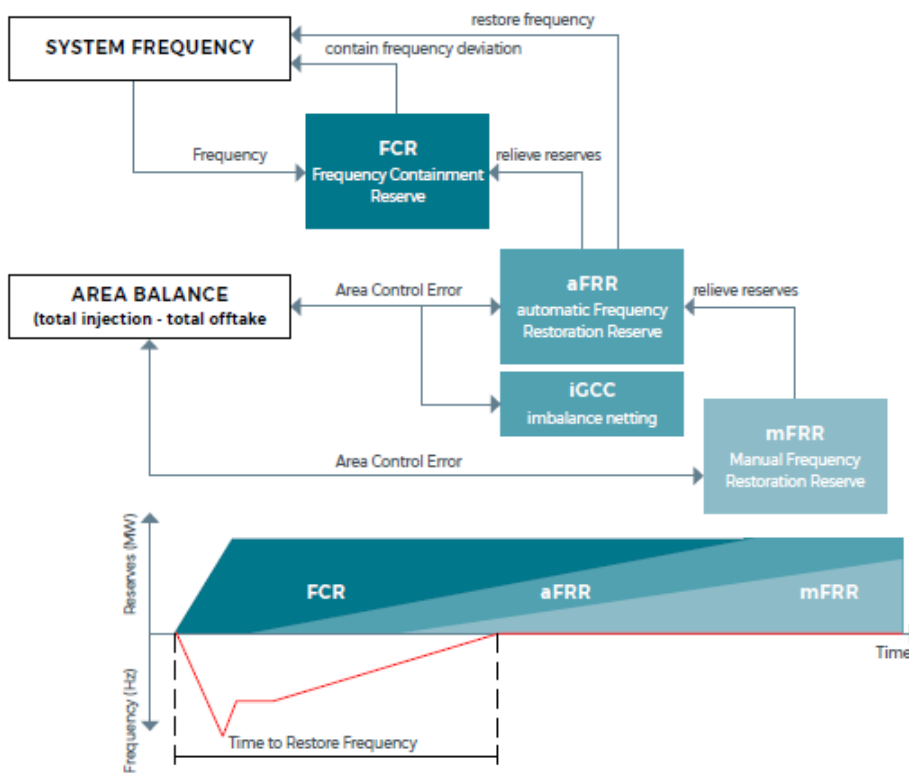 restore frequency
SYSTEM FREQUENCY
contain frequency deviation
FCR
Frequency Containment
Reserve
Frequency
relieve reserves
aFRR
automatic Frequency
Restoration Reserve
AREA BALANCE
(total injection - total offtake
Area Control Error
relieve reserves
iGCC
imbalance netting
mFRR
Manual Frequency
Restoration Reserve
Area Control Error
Reserves (MW)
FCR
aFRR
mFRR
Time
Frequency (Hz)
Time to Restore Frequency